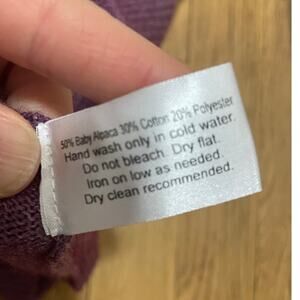 50% Baby Alpaca 30% Cotton 20% Polyester
Hand wash only in cold water.
Do not bleach. Dry flat.
Iron on low as needed.
Dry clean recommended.